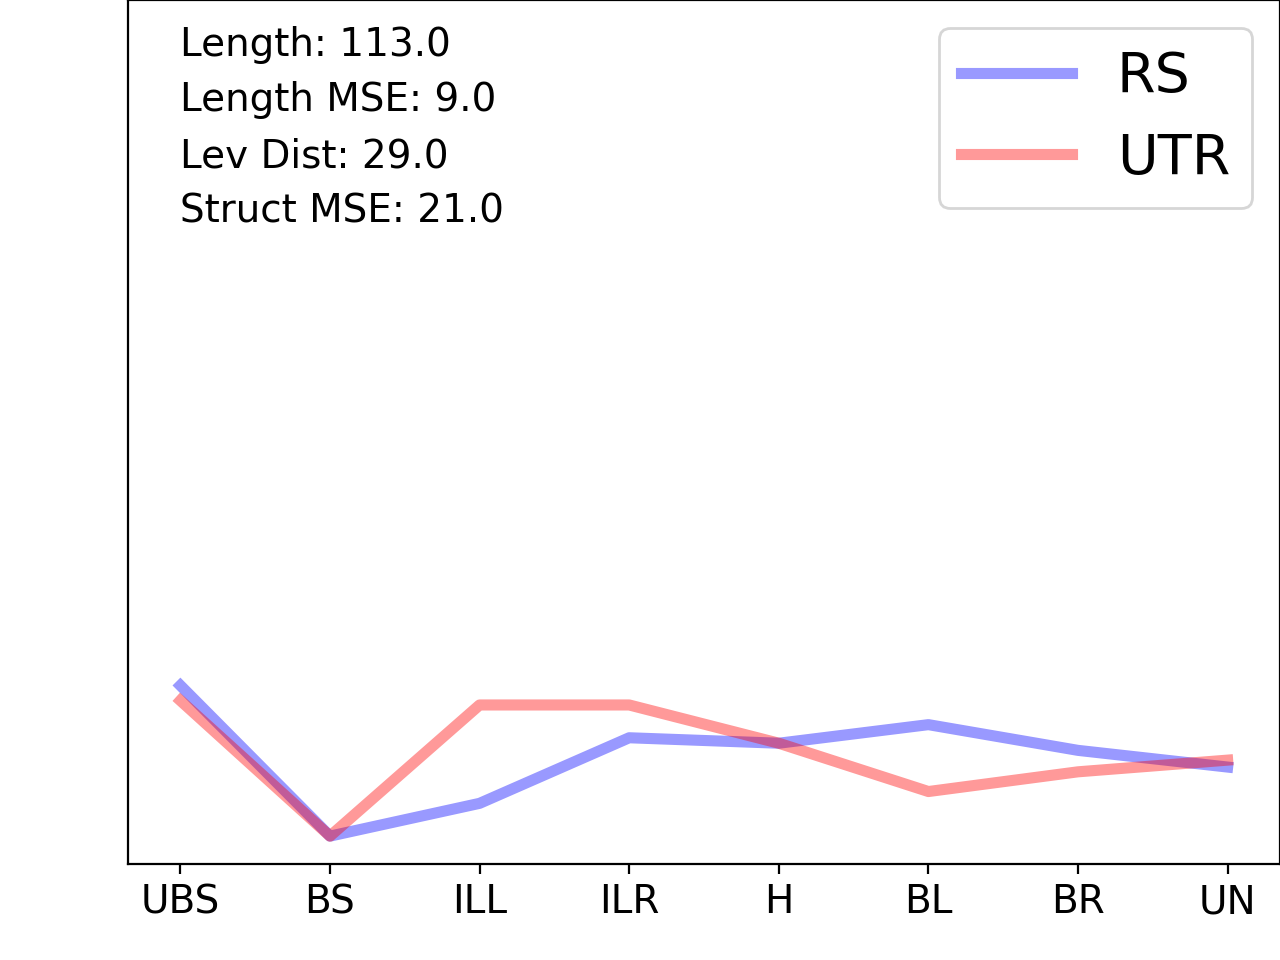 Length: 113.0
Length MSE: 9.0
Lev Dist: 29.0
Struct MSE: 21.0
RS
UTR
UBS BS ILL ILR H BL BR UN